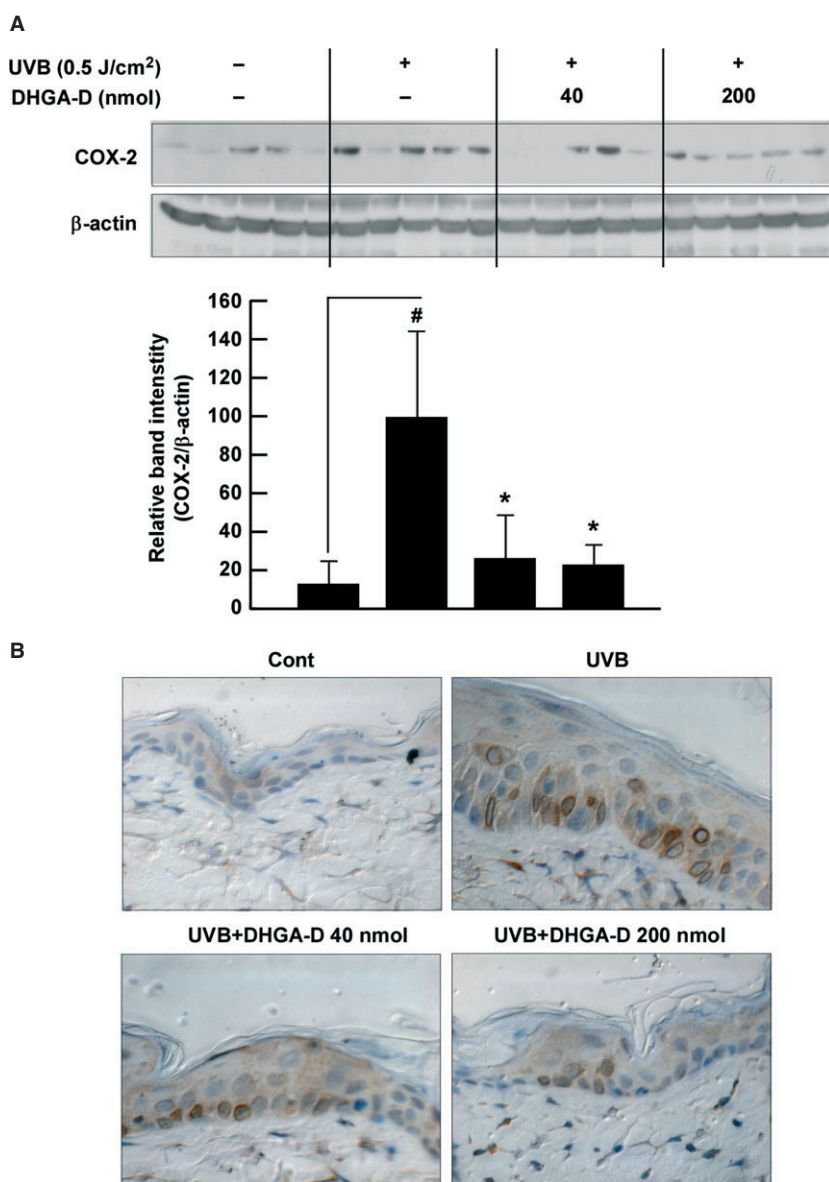 A
UVB (0.5 J/cm²) – + + +
DHGA-D (nmol) – – 40 200
COX-2
β-actin
Relative band intenstity
(COX-2/β-actin)
160
140
120
100
80
60
40
20
0
#
*
*
B
Cont UVB
UVB+DHGA-D 40 nmol UVB+DHGA-D 200 nmol